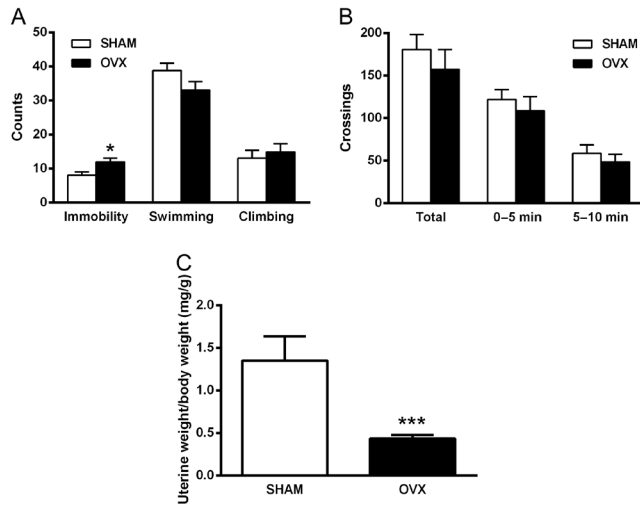 A
SHAM
OVX
50
40
30
20
10
0
Counts
*
Immobility Swimming Climbing
B
SHAM
OVX
200
150
100
50
0
Crossings
Total 0–5 min 5–10 min
C
2.0
1.5
1.0
0.5
0.0
Uterine weight/body weight (mg/g)
***
SHAM OVX